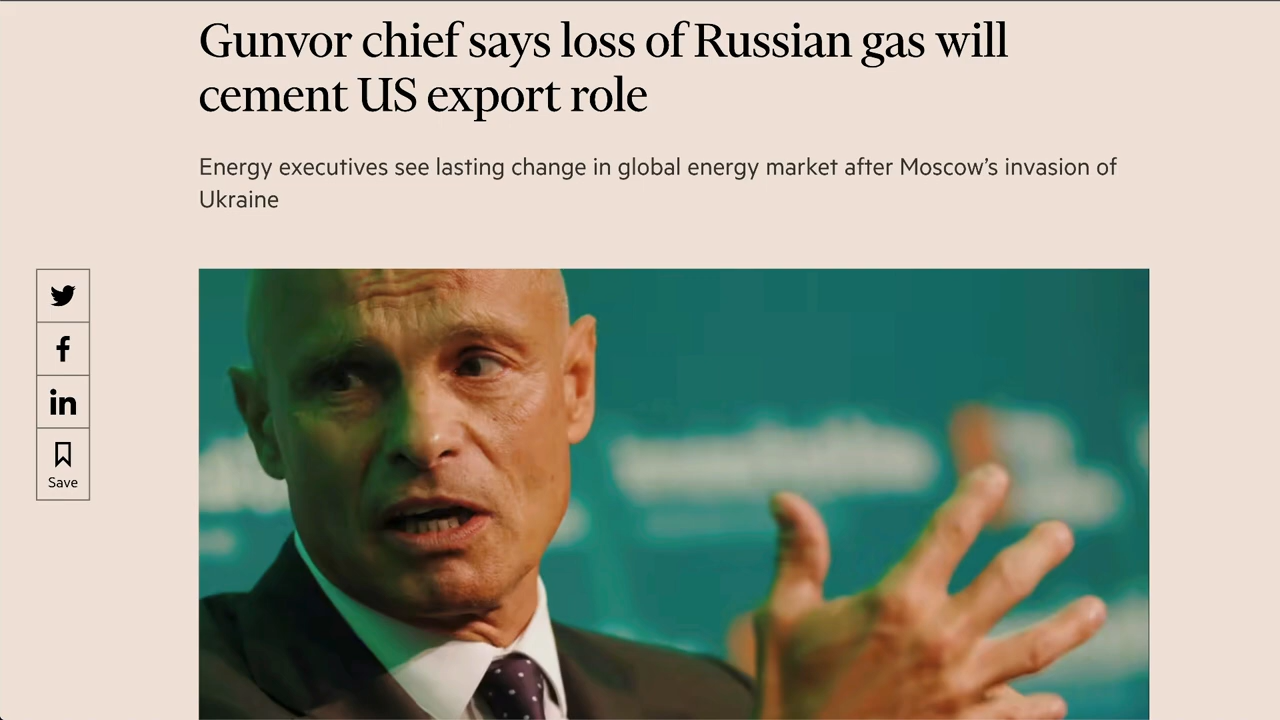 Gunvor chief says loss of Russian gas will
cement US export role
Energy executives see lasting change in global energy market after Moscow’s invasion of
Ukraine
Save